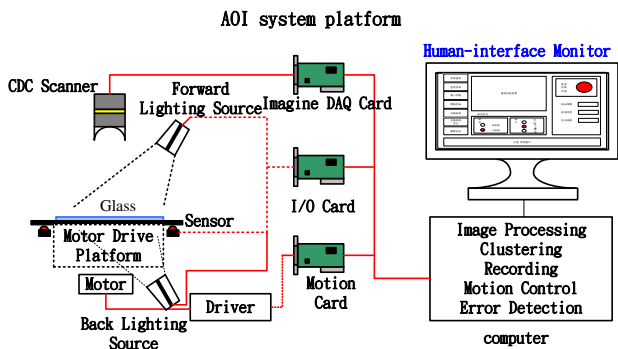 AOI system platform
Human-interface Monitor
CDC Scanner
Forward
Lighting Source
Imagine DAQ Card
Glass
Sensor
I/O Card
Motor Drive
Platform
Motor
Driver
Motion
Card
Back Lighting
Source
Image Processing
Clustering
Recording
Motion Control
Error Detection
computer